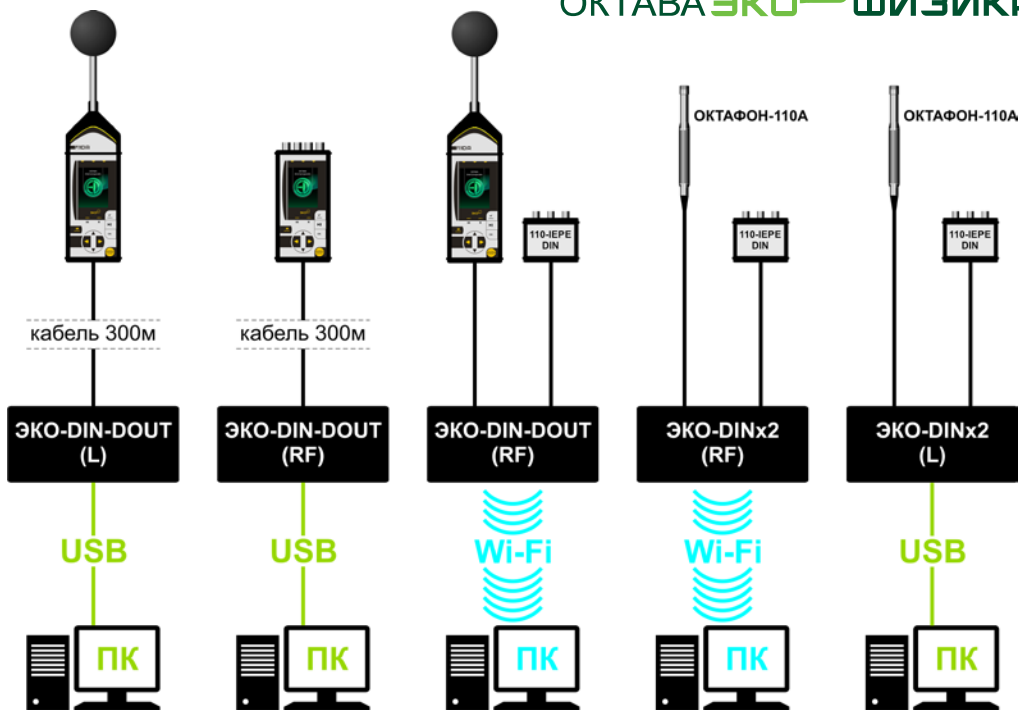 ОКТАВА ЭКО—ФИЗИКА
ОКТАФОН-110А
ОКТАФОН-110А
110-IEPE
DIN
110-IEPE
DIN
110-IEPE
DIN
кабель 300м
кабель 300м
ЭКО-DIN-DOUT
(L)
ЭКО-DIN-DOUT
(RF)
ЭКО-DIN-DOUT
(RF)
ЭКО-DINx2
(RF)
ЭКО-DINx2
(L)
USB
USB
Wi-Fi
Wi-Fi
USB
ПК
ПК
ПК
ПК
ПК